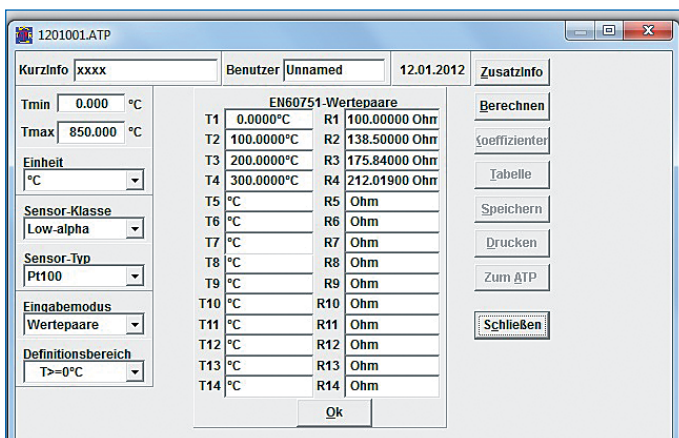 1201001.ATP
KurzInfo xxxx Benutzer Unnamed 12.01.2012 ZusatzInfo
Tmin 0.000 °C
Tmax 850.000 °C
Einheit
°C
Sensor-Klasse
Low-alpha
Sensor-Typ
Pt100
Eingabemodus
Wertepaare
Definitionsbereich
T>=0°C
EN60751-Wertepaare
T1 0.0000°C R1 100.00000 Ohm
T2 100.0000°C R2 138.50000 Ohm
T3 200.0000°C R3 175.84000 Ohm
T4 300.0000°C R4 212.01900 Ohm
T5 °C R5 Ohm
T6 °C R6 Ohm
T7 °C R7 Ohm
T8 °C R8 Ohm
T9 °C R9 Ohm
T10 °C R10 Ohm
T11 °C R11 Ohm
T12 °C R12 Ohm
T13 °C R13 Ohm
T14 °C R14 Ohm
Ok
Berechnen
Koeffizienter
Tabelle
Speichern
Drucken
Zum ATP
Schließen